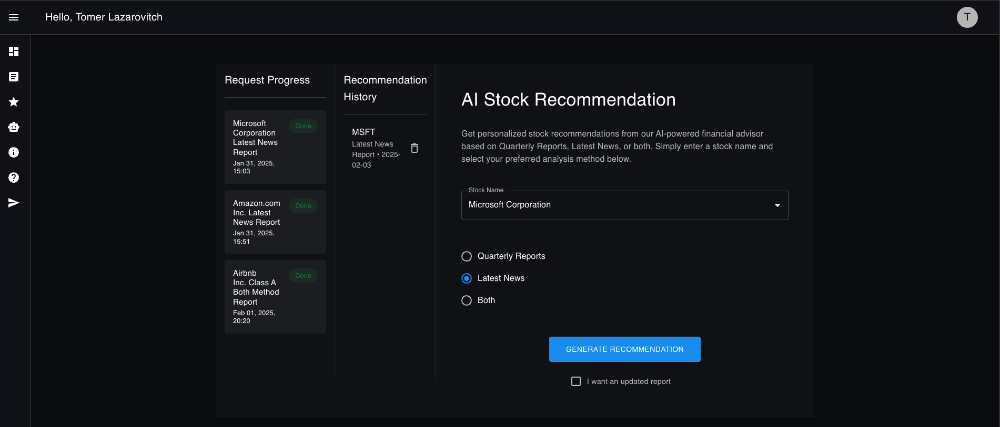 Hello, Tomer Lazarovitch
T
Request Progress
Microsoft
Corporation
Latest News
Report
Jan 31, 2025,
15:03
Done
Amazon.com
Inc. Latest
News Report
Jan 31, 2025,
15:51
Done
Airbnb
Inc. Class A
Both Method
Report
Feb 01, 2025,
20:20
Done
Recommendation
History
MSFT
Latest News
Report • 2025-
02-03
AI Stock Recommendation
Get personalized stock recommendations from our AI-powered financial advisor
based on Quarterly Reports, Latest News, or both. Simply enter a stock name and
select your preferred analysis method below.
Stock Name
Microsoft Corporation
Quarterly Reports
Latest News
Both
GENERATE RECOMMENDATION
I want an updated report